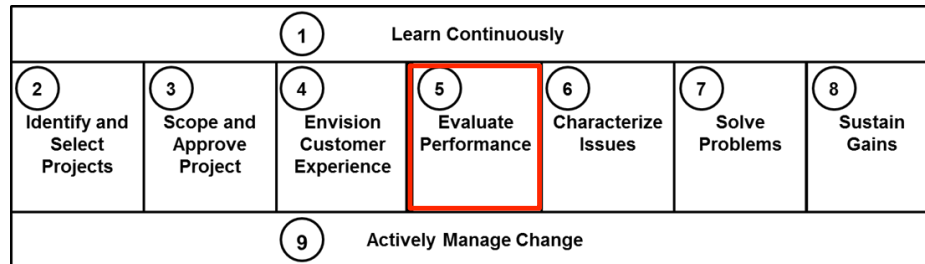 1 Learn Continuously
2
Identify and
Select
Projects
3
Scope and
Approve
Project
4
Envision
Customer
Experience
5
Evaluate
Performance
6
Characterize
Issues
7
Solve
Problems
8
Sustain
Gains
9 Actively Manage Change